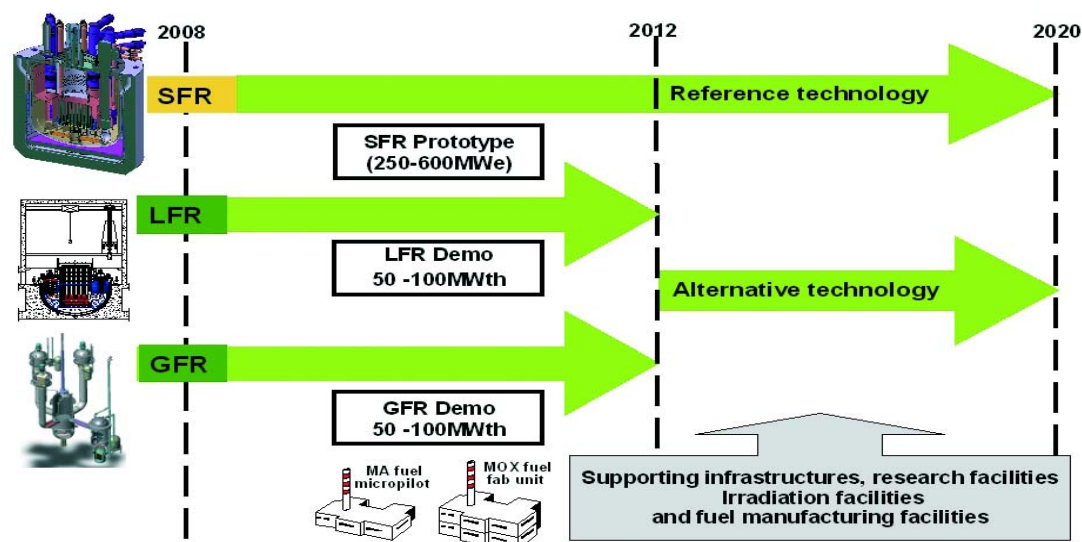 2008
2012
2020
SFR
Reference technology
SFR Prototype
(250-600MWe)
LFR
LFR Demo
50 -100MWth
Alternative technology
GFR
GFR Demo
50 -100MWth
MA fuel
micropilot
MOX fuel
fab unit
Supporting infrastructures, research facilities
Irradiation facilities
and fuel manufacturing facilities